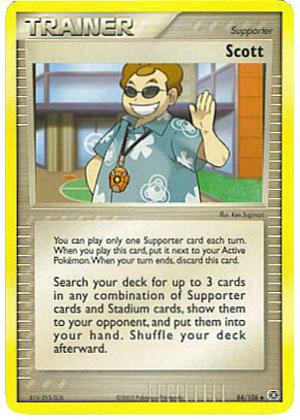 TRAINER
Supporter
Scott
Illus. Ken Sugimori
You can play only one Supporter card each turn.
When you play this card, put it next to your Active
Pokémon. When your turn ends, discard this card.
Search your deck for up to 3 cards
in any combination of Supporter
cards and Stadium cards, show them
to your opponent, and put them into
your hand. Shuffle your deck
afterward.
84/106